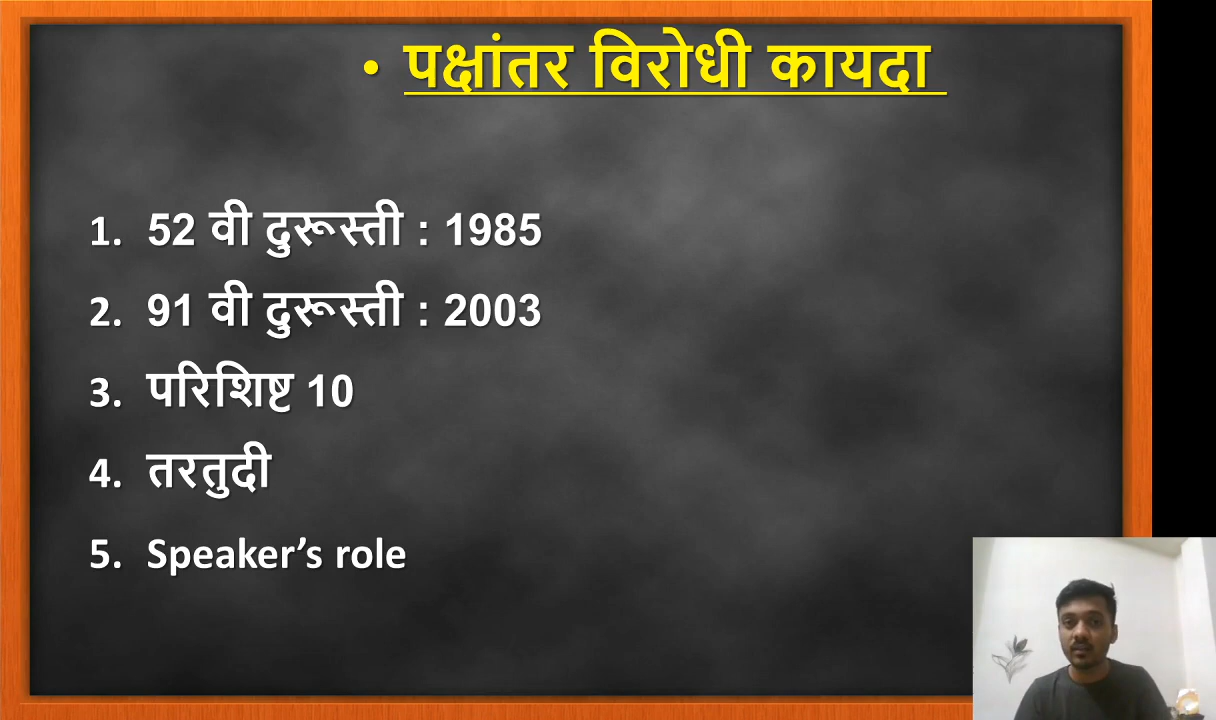 • पक्षांतर विरोधी कायदा
1. 52 वी दुरूस्ती : 1985
2. 91 वी दुरूस्ती : 2003
3. परिशिष्ट 10
4. तरतुदी
5. Speaker’s role